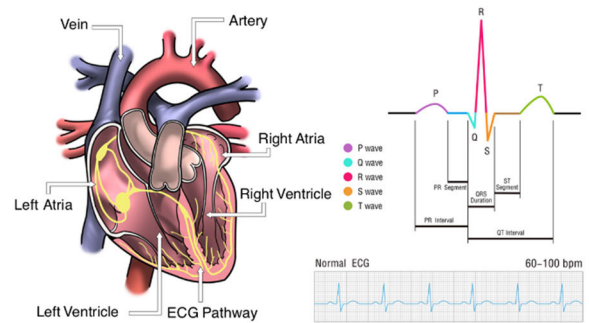 Vein
Artery
Right Atria
Left Atria
Right Ventricle
Left Ventricle
ECG Pathway
R
P
T
Q
S
P wave
Q wave
R wave
S wave
T wave
PR Segment
QRS
Duration
ST
Segment
PR Interval
QT Interval
Normal ECG
60-100 bpm